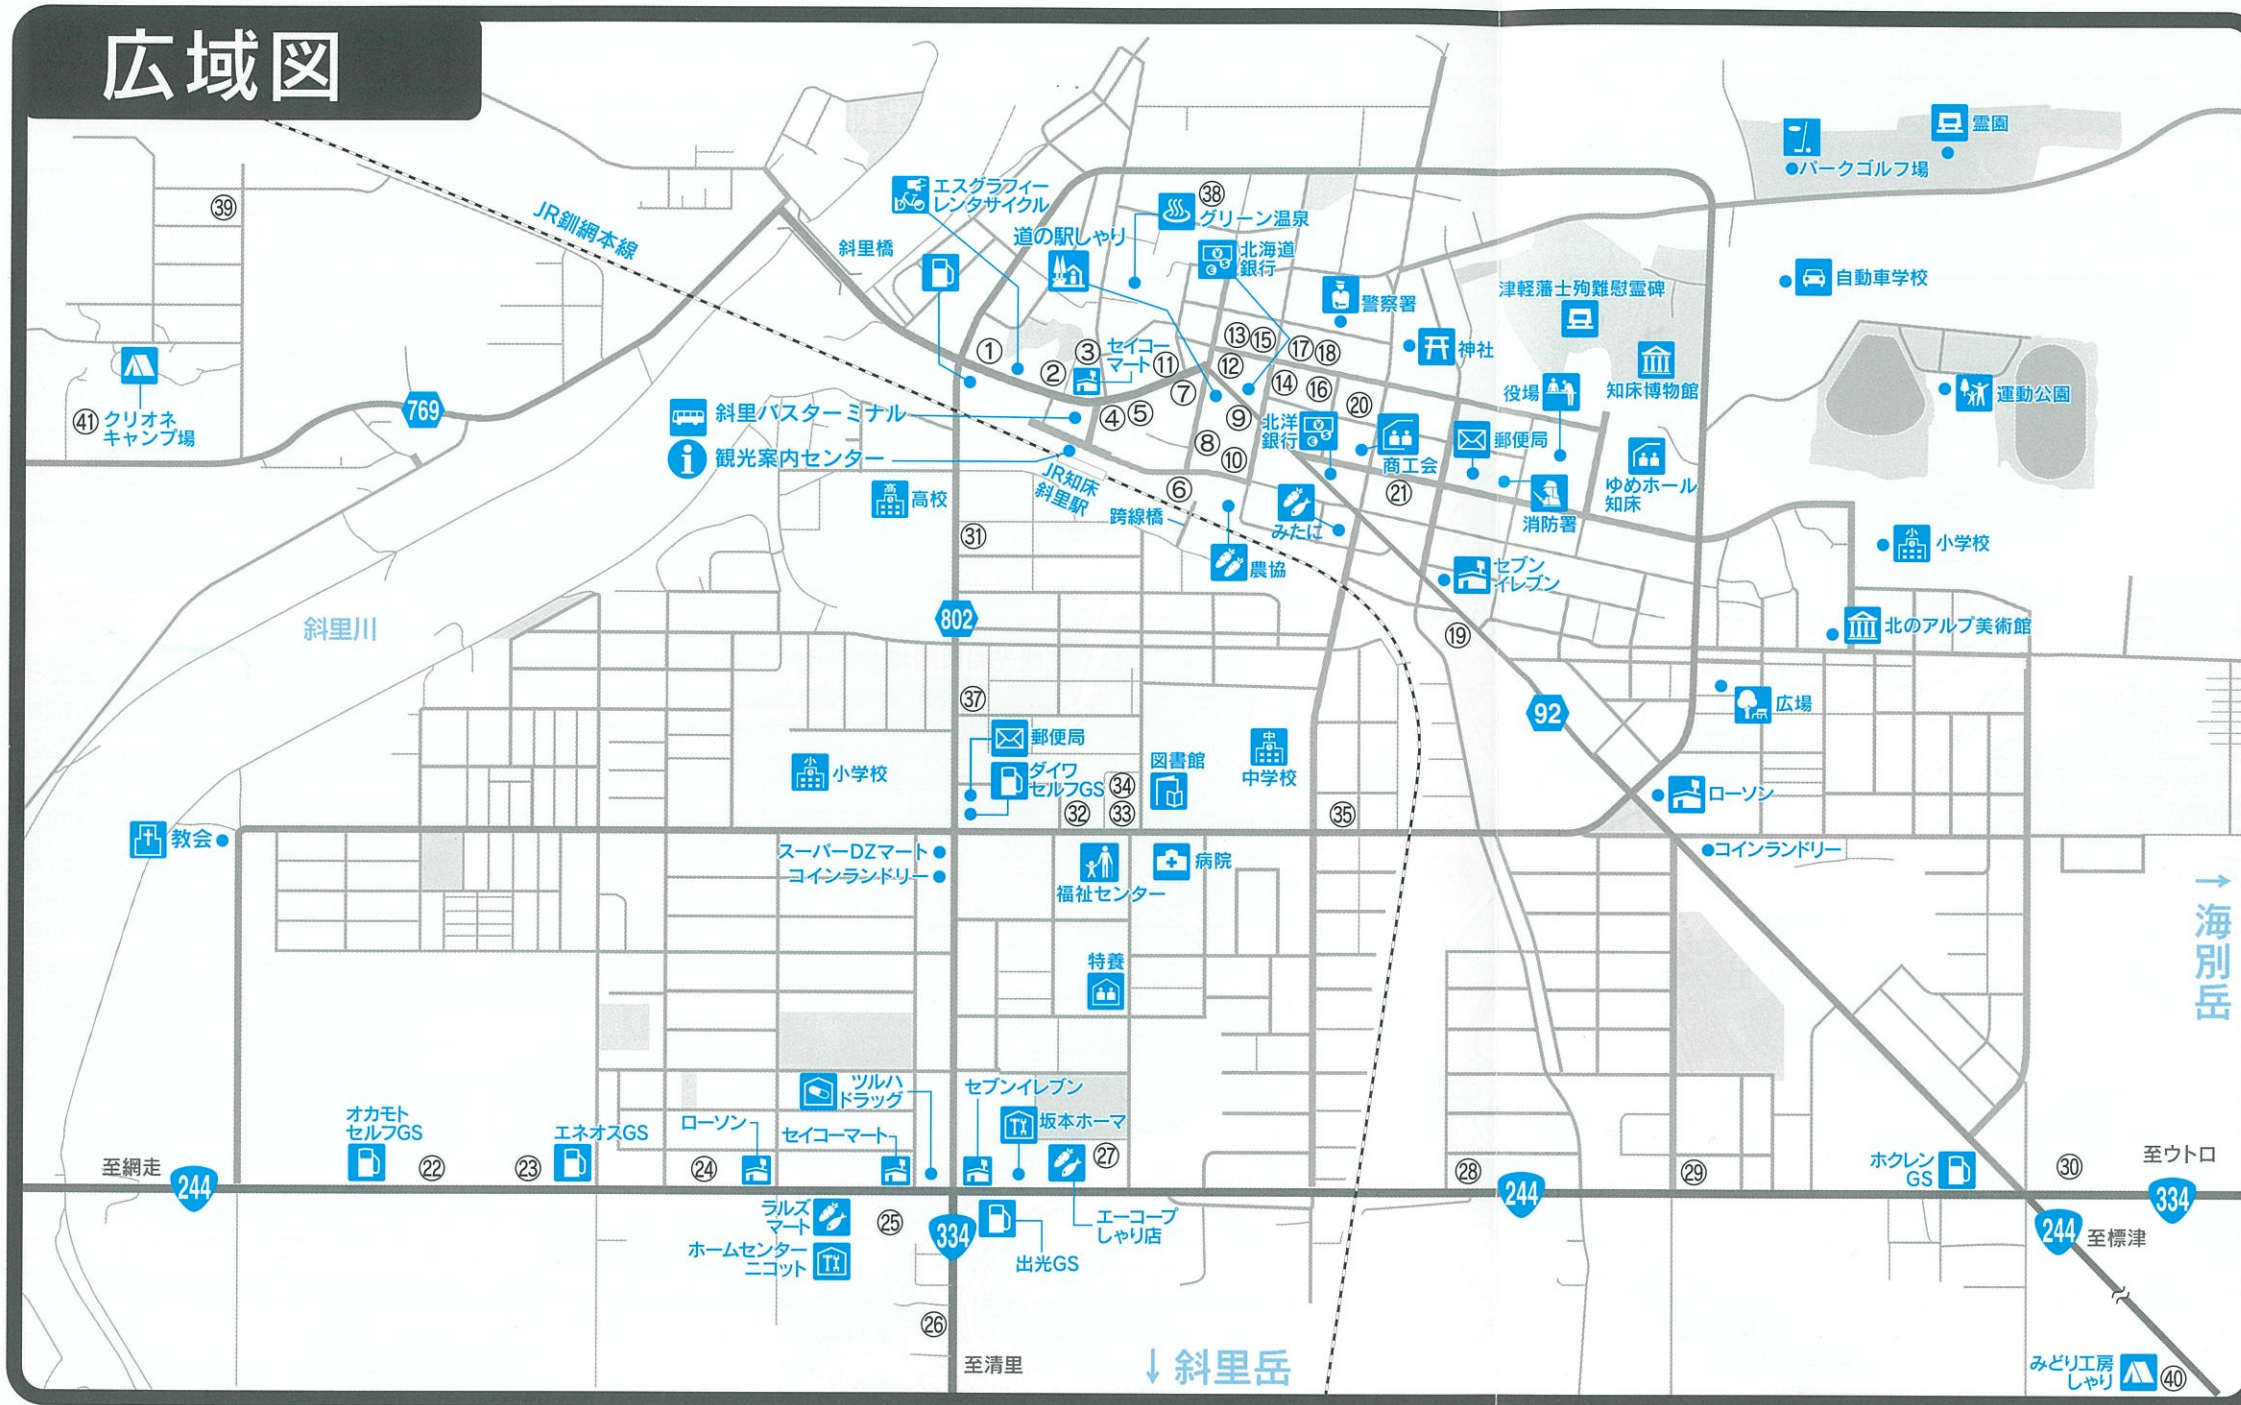 広域図
JR釧網本線
エスグラフィー
レンタサイクル
㊳
グリーン温泉
霊園
パークゴルフ場
㊴
斜里橋
道の駅しゃり
北海道
銀行
警察署
津軽藩士殉難慰霊碑
自動車学校
①
②
③
セイコー
マート
⑪
⑬
⑮
⑰
⑱
⑫
神社
知床博物館
役場
運動公園
㊶
クリオネ
キャンプ場
769
斜里バスターミナル
観光案内センター
④
⑤
⑦
⑨
⑭
⑯
⑳
⑧
⑩
北洋
銀行
商工会
郵便局
ゆめホール
知床
消防署
高
高校
JR知床
斜里駅
⑥
跨線橋
みたに
㉑
農協
㉛
セブン
イレブン
小
小学校
斜里川
802
⑲
北のアルプ美術館
㊲
92
広場
郵便局
ダイワ
セルフGS
小
小学校
㉞
㉜
㉝
図書館
中
中学校
㉟
ローソン
教会
スーパーDZマート
コインランドリー
福祉センター
病院
コインランドリー
→海別岳
特養
オカモト
セルフGS
㉒
㉓
エネオスGS
ローソン
㉔
セイコーマート
ツルハ
ドラッグ
セブンイレブン
坂本ホーマ
㉗
㉘
㉙
ホクレン
GS
㉚
至網走
244
244
至ウトロ
334
ラルズ
マート
㉕
334
エーコープ
しゃり店
244
至標津
ホームセンター
ニコット
出光GS
㉖
至清里
↓斜里岳
みどり工房
しゃり
㊵